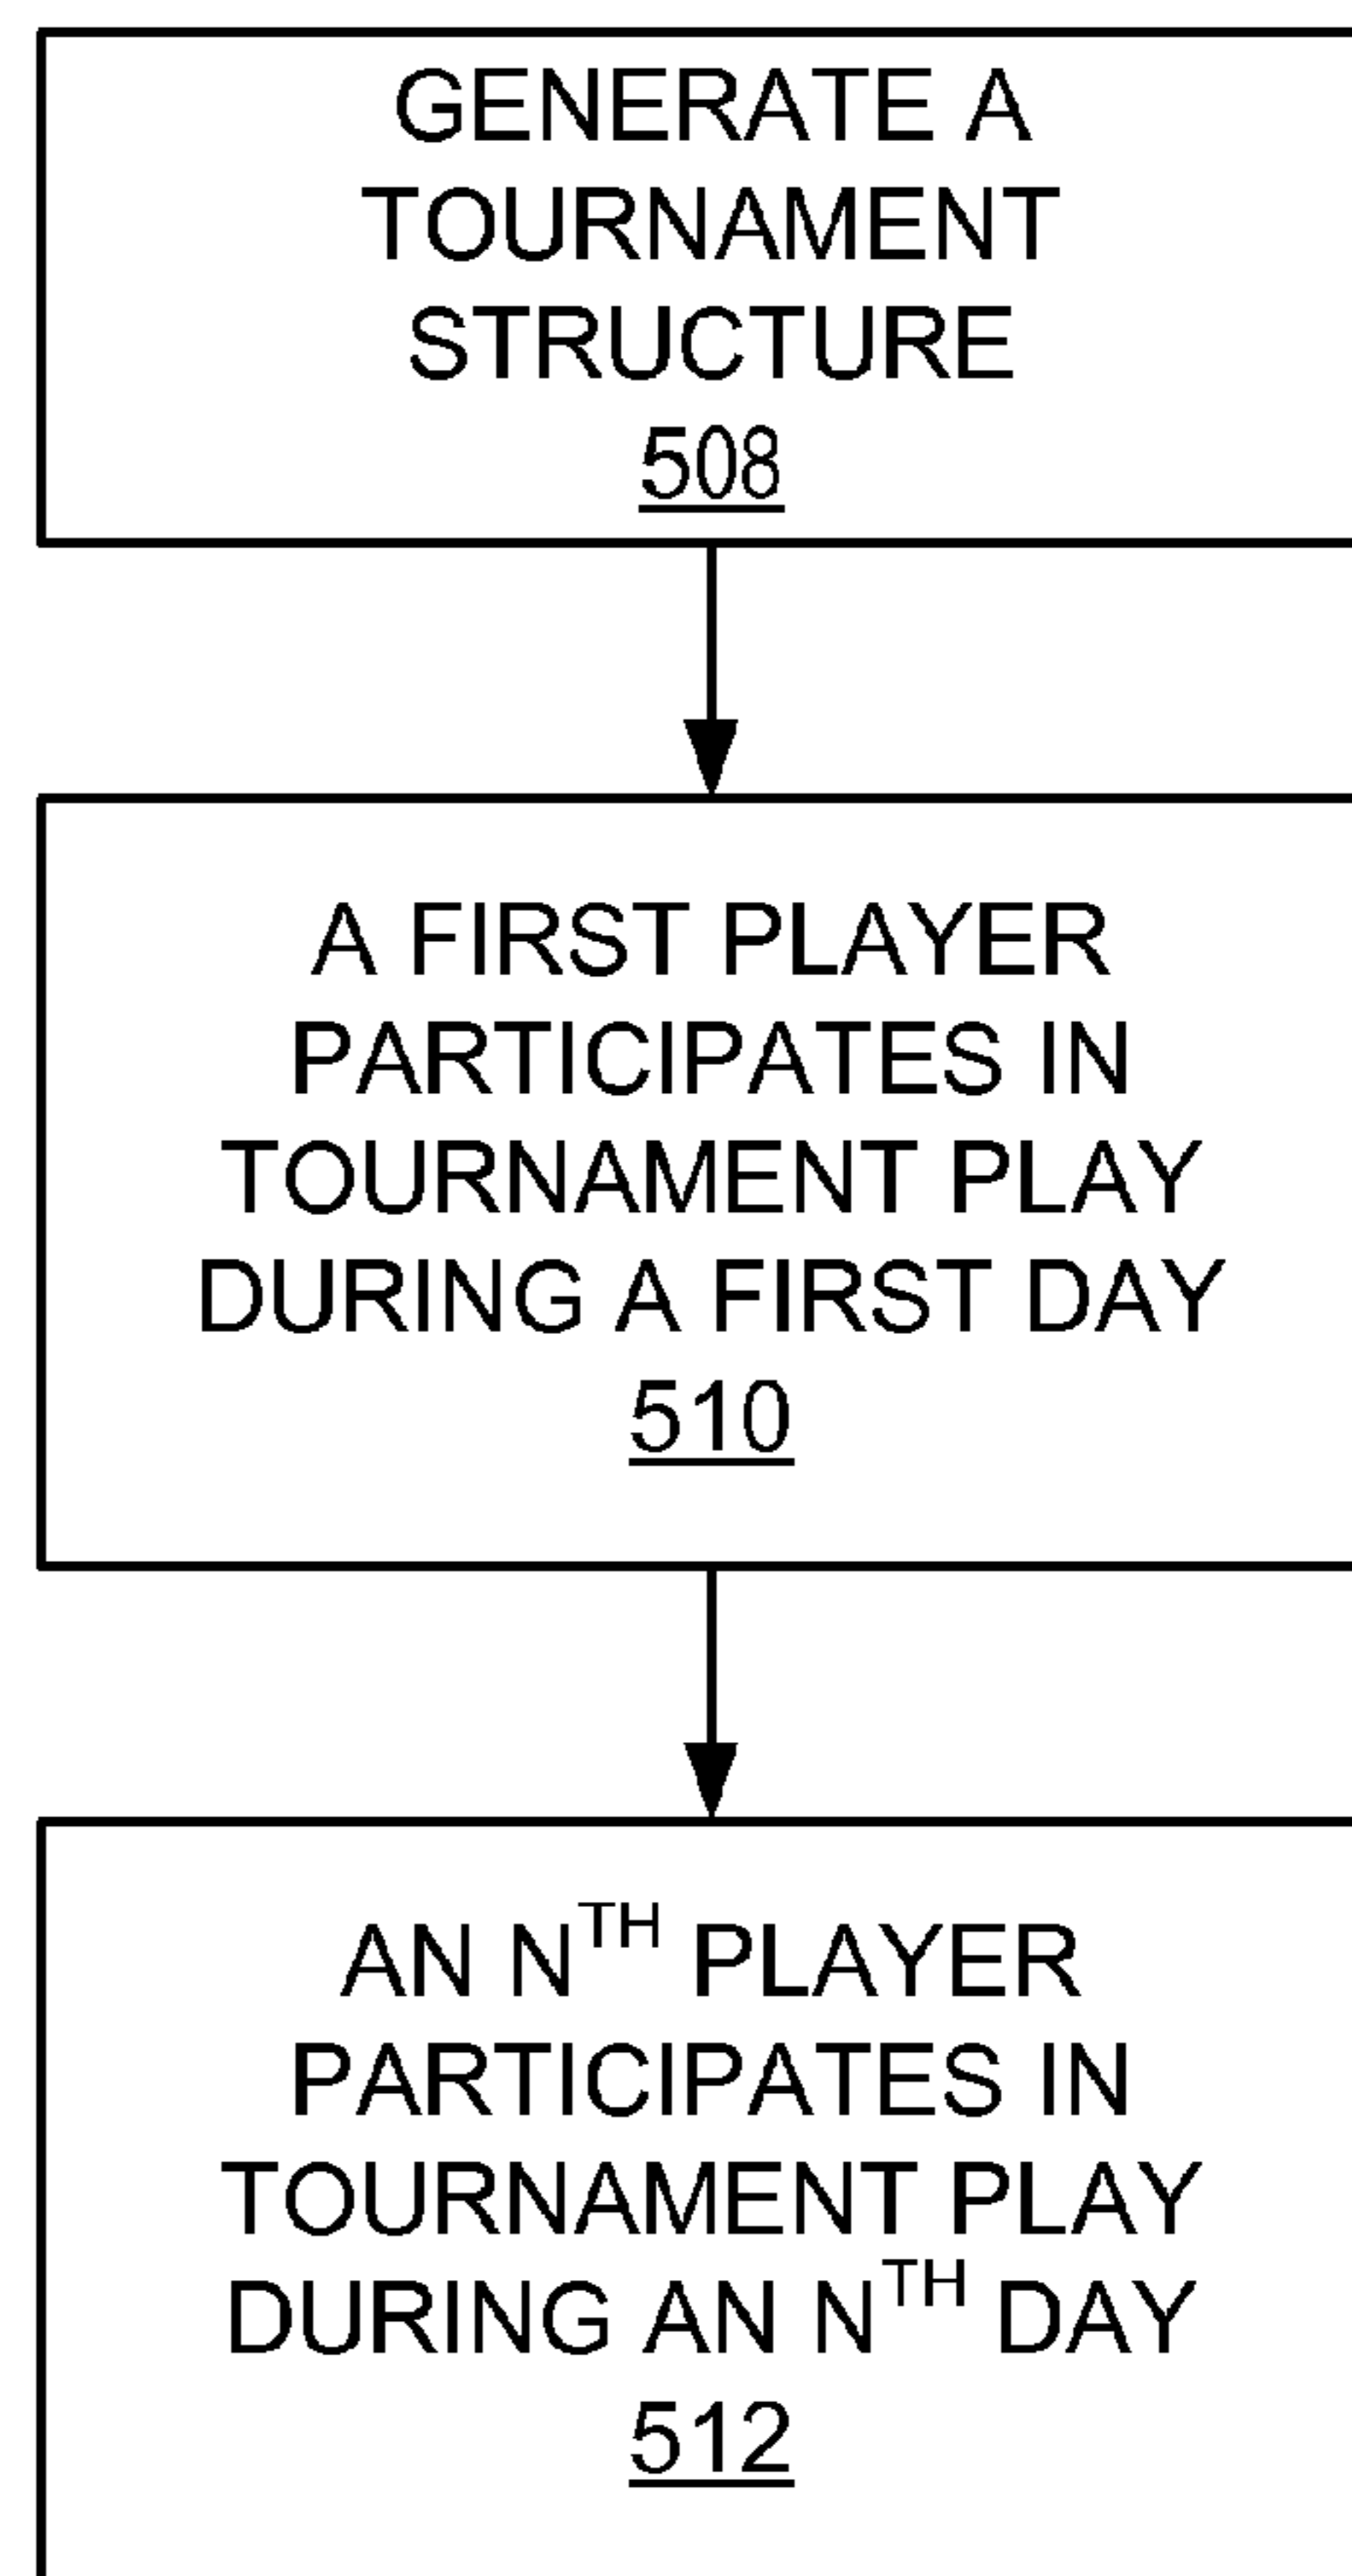 GENERATE A
TOURNAMENT
STRUCTURE
508
A FIRST PLAYER
PARTICIPATES IN
TOURNAMENT PLAY
DURING A FIRST DAY
510
AN NTH PLAYER
PARTICIPATES IN
TOURNAMENT PLAY
DURING AN NTH DAY
512